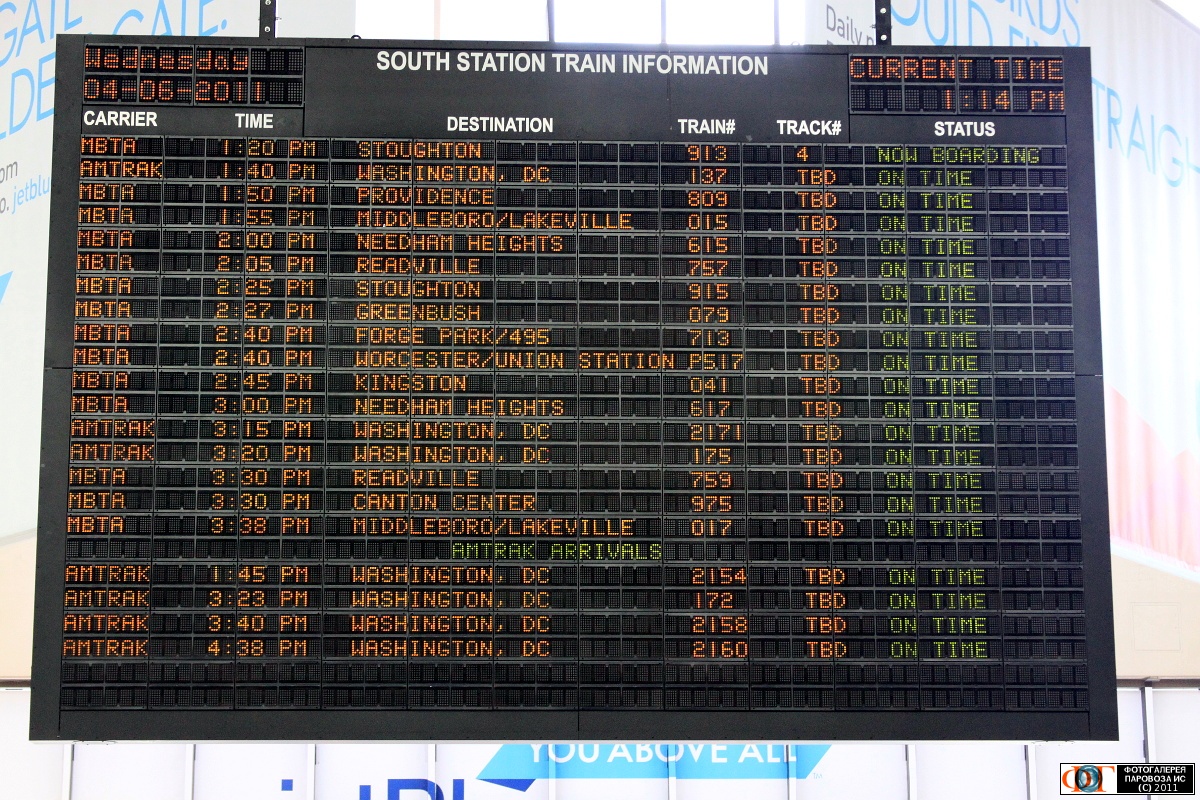 GAIL
GATE.
LDE
om
o. jetblu
Daily
BIRDS
OULD FL
TRAIGH
Wednesday
04-06-2011
SOUTH STATION TRAIN INFORMATION
CURRENT TIME
1:14 PM
CARRIER TIME DESTINATION TRAIN# TRACK# STATUS
MBTA 1:20 PM STOUGHTON 913 4 NOW BOARDING
AMTRAK 1:40 PM WASHINGTON, DC 137 TBD ON TIME
MBTA 1:50 PM PROVIDENCE 809 TBD ON TIME
MBTA 1:55 PM MIDDLEBORO/LAKEVILLE 015 TBD ON TIME
MBTA 2:00 PM NEEDHAM HEIGHTS 615 TBD ON TIME
MBTA 2:05 PM READVILLE 757 TBD ON TIME
MBTA 2:25 PM STOUGHTON 915 TBD ON TIME
MBTA 2:27 PM GREENBUSH 079 TBD ON TIME
MBTA 2:40 PM FORGE PARK/495 713 TBD ON TIME
MBTA 2:40 PM WORCESTER/UNION STATION P517 TBD ON TIME
MBTA 2:45 PM KINGSTON 041 TBD ON TIME
MBTA 3:00 PM NEEDHAM HEIGHTS 617 TBD ON TIME
AMTRAK 3:15 PM WASHINGTON, DC 2171 TBD ON TIME
AMTRAK 3:20 PM WASHINGTON, DC 175 TBD ON TIME
MBTA 3:30 PM READVILLE 759 TBD ON TIME
MBTA 3:30 PM CANTON CENTER 975 TBD ON TIME
MBTA 3:38 PM MIDDLEBORO/LAKEVILLE 017 TBD ON TIME
AMTRAK ARRIVALS
AMTRAK 1:45 PM WASHINGTON, DC 2154 TBD ON TIME
AMTRAK 3:23 PM WASHINGTON, DC 172 TBD ON TIME
AMTRAK 3:40 PM WASHINGTON, DC 2158 TBD ON TIME
AMTRAK 4:38 PM WASHINGTON, DC 2160 TBD ON TIME
YOU ABOVE ALL
ФОТОГАЛЕРЕЯ
ПАРОВОЗА ИС
(C) 2011